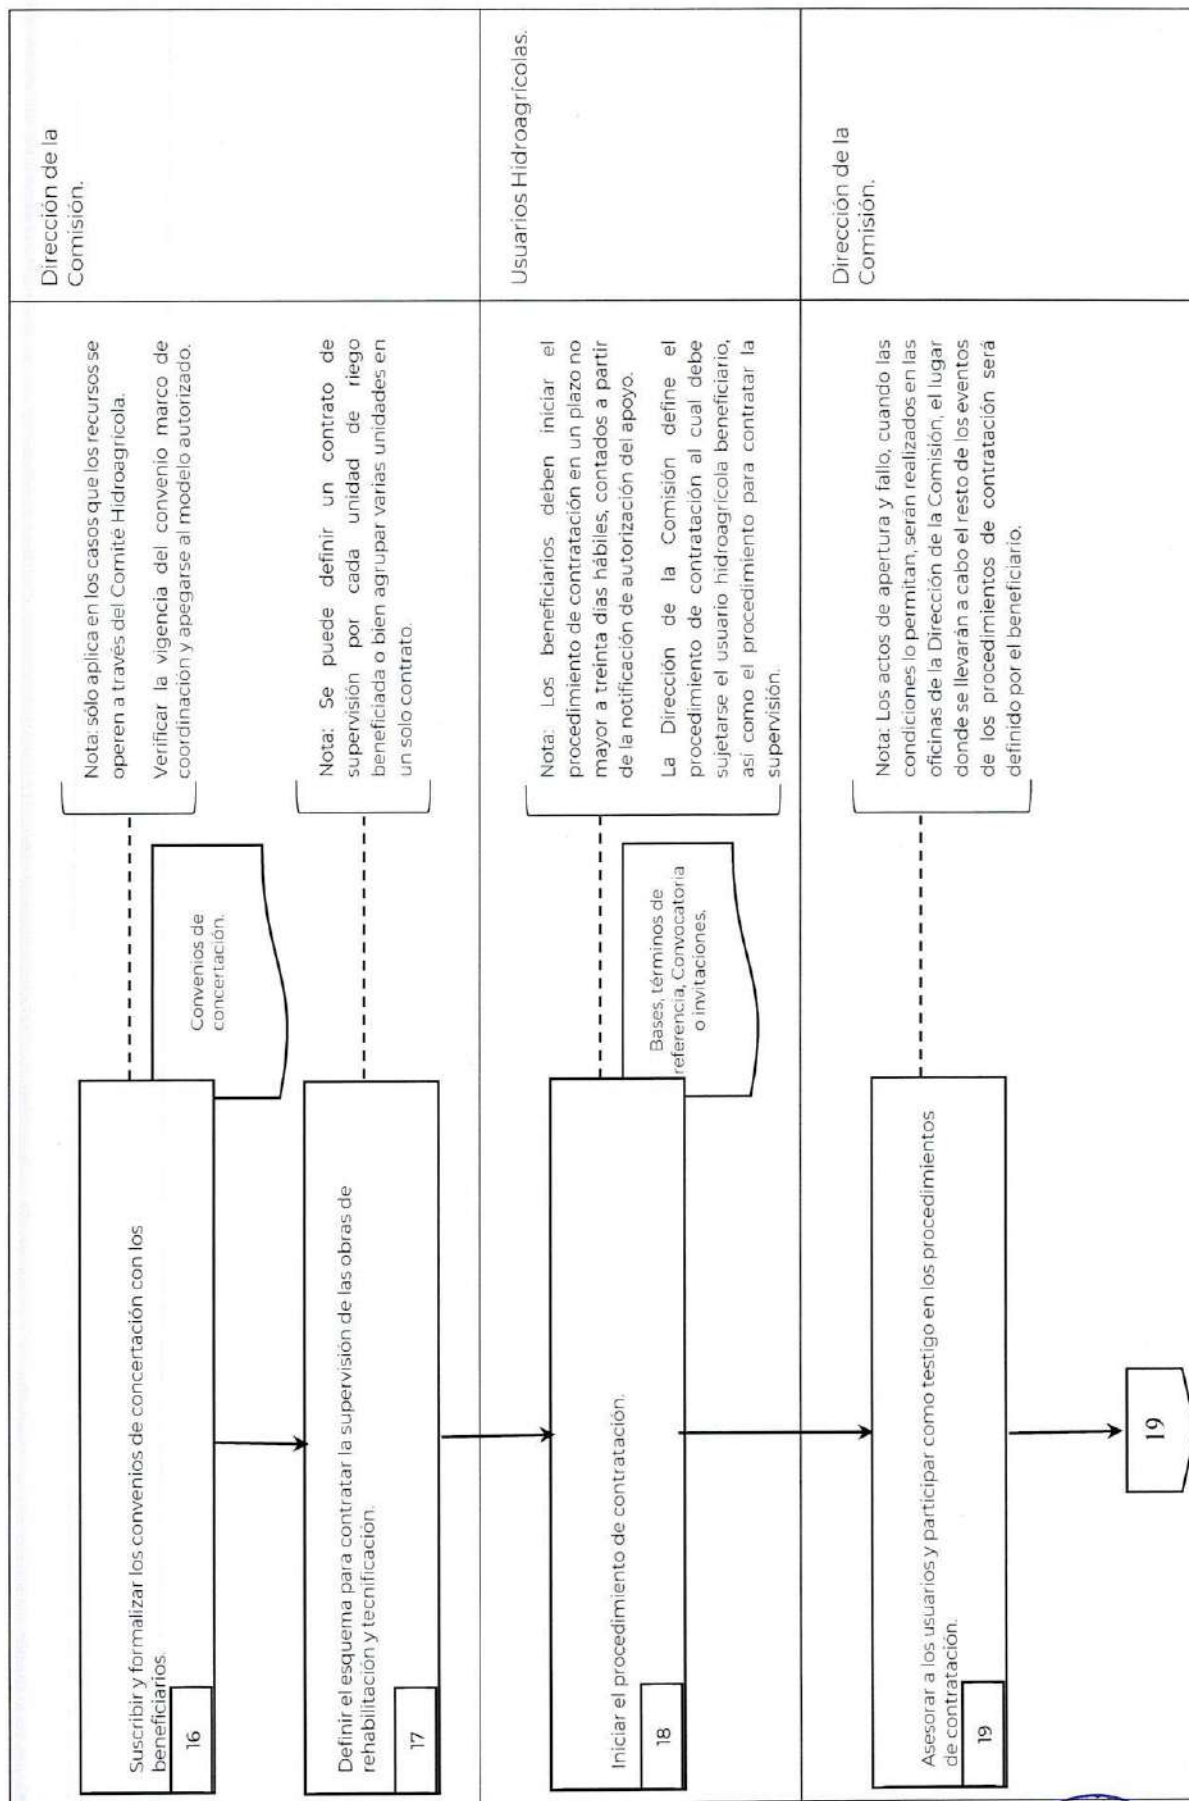 Suscribir y formalizar los convenios de concertación con los
beneficiarios.
16
Convenios de
concertación.
Nota: sólo aplica en los casos que los recursos se
operen a través del Comité Hidroagrícola.
Verificar la vigencia del convenio marco de
coordinación y apegarse al modelo autorizado.
Dirección de la
Comisión.
Definir el esquema para contratar la supervisión de las obras de
rehabilitación y tecnificación.
17
Nota: Se puede definir un contrato de
supervisión por cada unidad de riego
beneficiada o bien agrupar varias unidades en
un solo contrato.
Iniciar el procedimiento de contratación.
18
Bases, términos de
referencia, Convocatoria
o invitaciones.
Nota: Los beneficiarios deben iniciar el
procedimiento de contratación en un plazo no
mayor a treinta días hábiles, contados a partir
de la notificación de autorización del apoyo.
La Dirección de la Comisión define el
procedimiento de contratación al cual debe
sujetarse el usuario hidroagrícola beneficiario,
así como el procedimiento para contratar la
supervisión.
Usuarios Hidroagrícolas.
Asesorar a los usuarios y participar como testigo en los procedimientos
de contratación.
19
Nota: Los actos de apertura y fallo, cuando las
condiciones lo permitan, serán realizados en las
oficinas de la Dirección de la Comisión, el lugar
donde se llevarán a cabo el resto de los eventos
de los procedimientos de contratación será
definido por el beneficiario.
Dirección de la
Comisión.
19